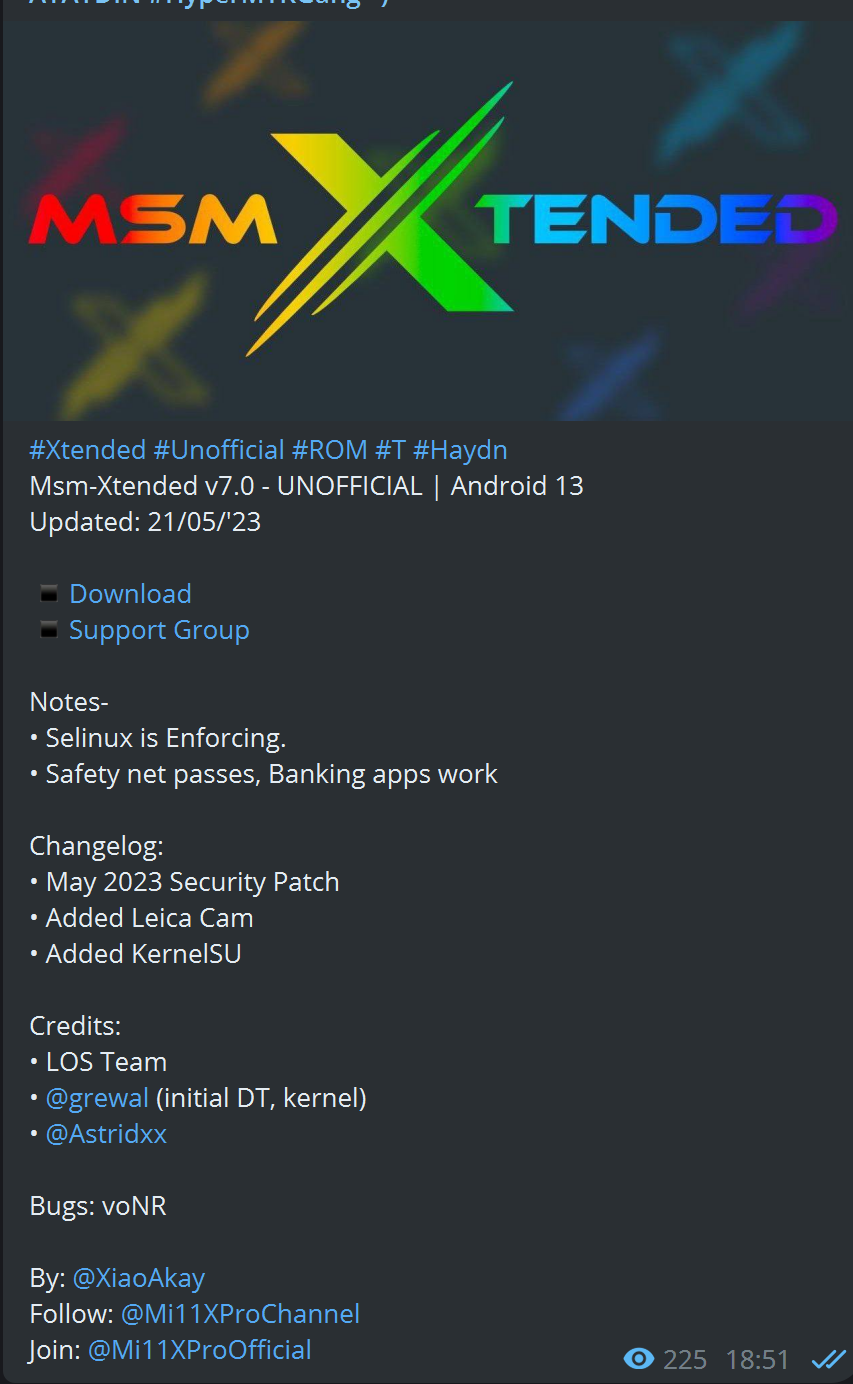 MSM XTENDED
#Xtended #Unofficial #ROM #T #Haydn
Msm-Xtended v7.0 - UNOFFICIAL | Android 13
Updated: 21/05/'23
Download
Support Group
Notes-
• Selinux is Enforcing.
• Safety net passes, Banking apps work
Changelog:
• May 2023 Security Patch
• Added Leica Cam
• Added KernelSU
Credits:
• LOS Team
• @grewal (initial DT, kernel)
• @Astridxx
Bugs: voNR
By: @XiaoAkay
Follow: @Mi11XProChannel
Join: @Mi11XProOfficial
225 18:51